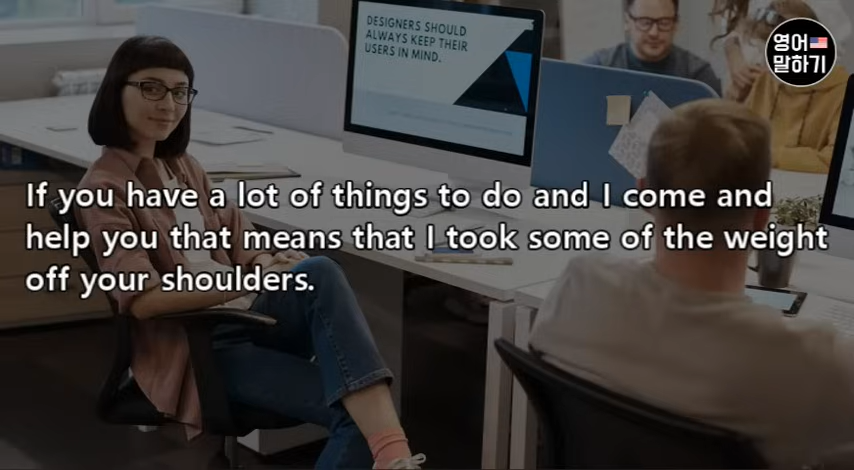 DESIGNERS SHOULD
ALWAYS KEEP THEIR
USERS IN MIND.
영어
말하기
If you have a lot of things to do and I come and
help you that means that I took some of the weight
off your shoulders.